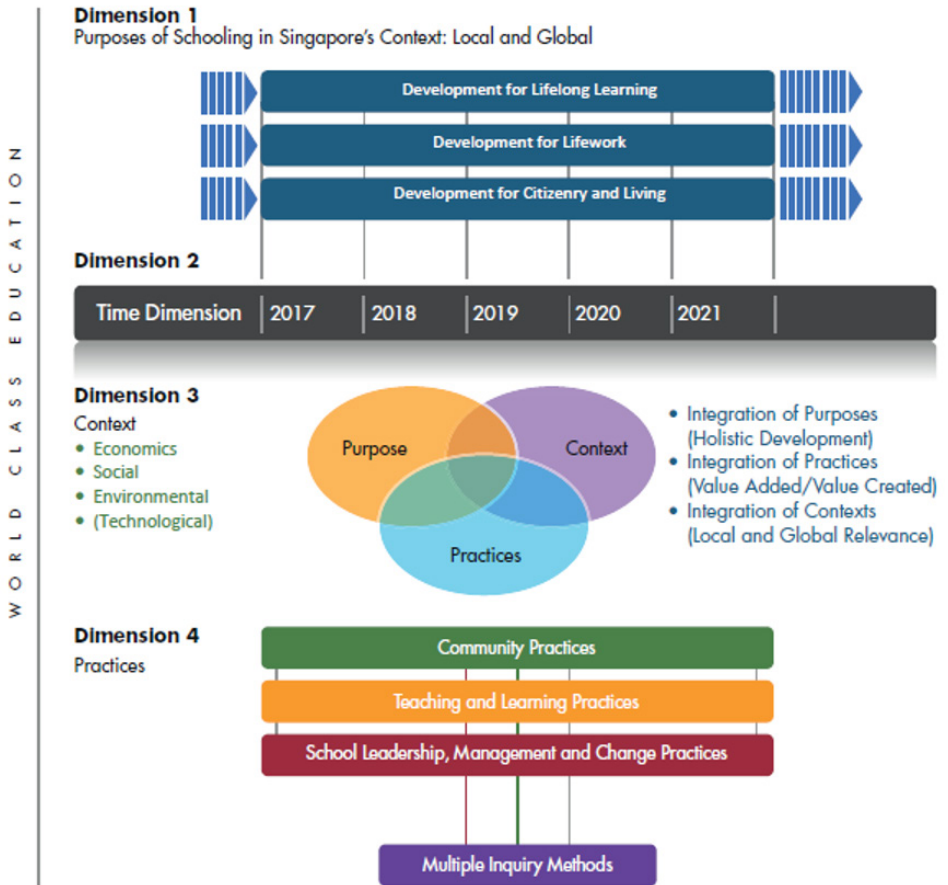 WORLD CLASS EDUCATION
Dimension 1
Purposes of Schooling in Singapore's Context: Local and Global
Development for Lifelong Learning
Development for Lifework
Development for Citizenry and Living
Dimension 2
Time Dimension 2017 2018 2019 2020 2021
Dimension 3
Context
• Economics
• Social
• Environmental
• (Technological)
Purpose
Context
Practices
• Integration of Purposes
(Holistic Development)
• Integration of Practices
(Value Added/Value Created)
• Integration of Contexts
(Local and Global Relevance)
Dimension 4
Practices
Community Practices
Teaching and Learning Practices
School Leadership, Management and Change Practices
Multiple Inquiry Methods